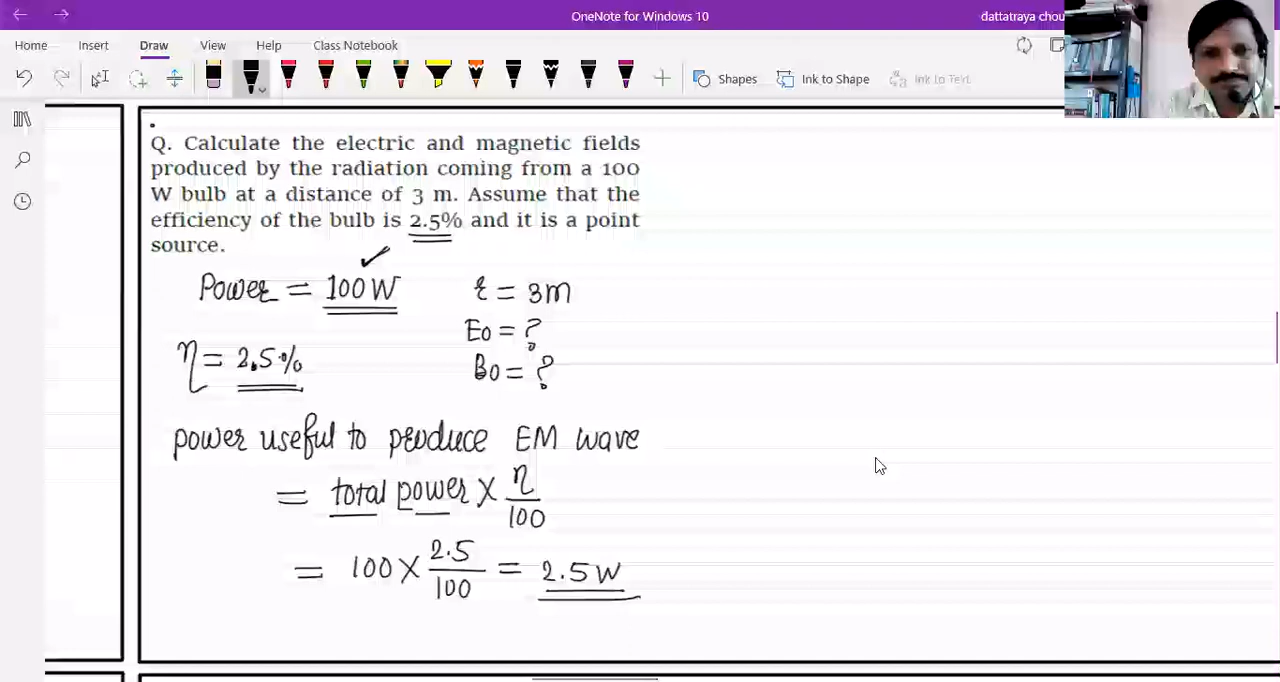 OneNote for Windows 10
dattatraya chou
Home Insert Draw View Help Class Notebook
Shapes Ink to Shape Ink to Text
Q. Calculate the electric and magnetic fields
produced by the radiation coming from a 100
W bulb at a distance of 3 m. Assume that the
efficiency of the bulb is 2.5% and it is a point
source.
Power = 100W
r = 3m
E0 = ?
η = 2.5%
B0 = ?
power useful to produce EM wave
= total power × η/100
= 100 × 2.5/100 = 2.5W